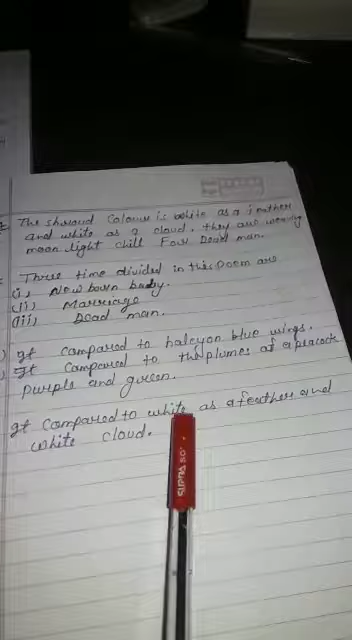 The shroud Colour is white as a feather
and white as a cloud. they are weaving
moon light chill For Dead man.
Three time divided in this poem are
(i) New born baby.
(ii) Marriage
(iii) Dead man.
It compared to halcyon blue wings.
It compared to the plumes of a peacock
purple and green.
It compared to white as a feather and
white cloud.
SUPRA 50